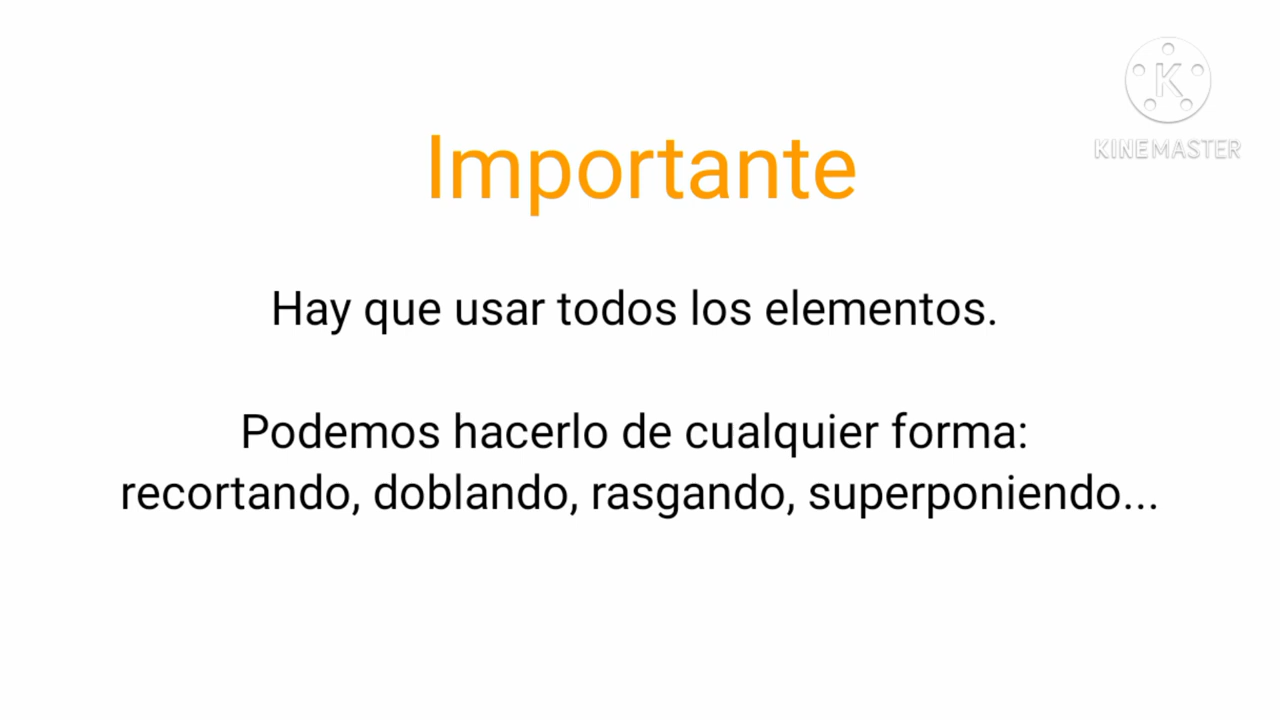 K
KINEMASTER
Importante
Hay que usar todos los elementos.
Podemos hacerlo de cualquier forma:
recortando, doblando, rasgando, superponiendo...